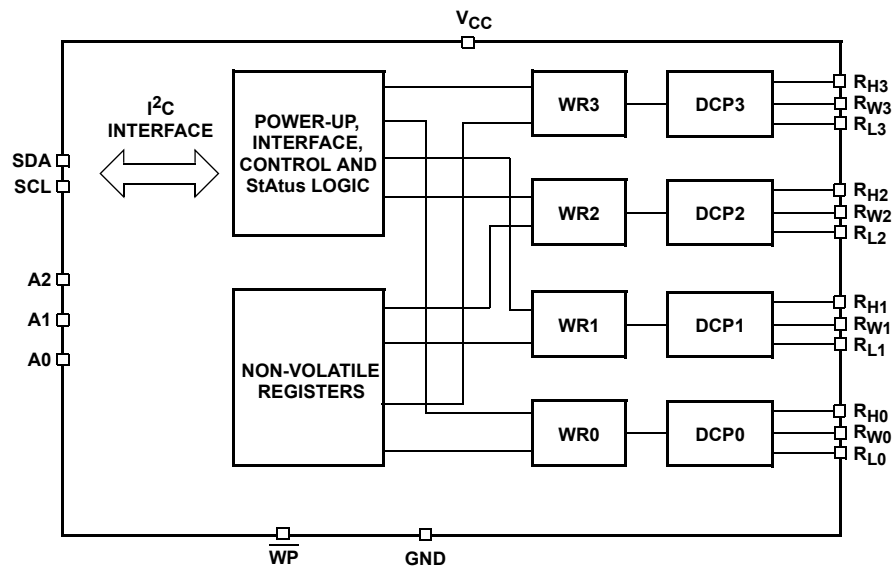 VCC
I2C
INTERFACE
SDA
SCL
A2
A1
A0
POWER-UP,
INTERFACE,
CONTROL AND
StAtus LOGIC
NON-VOLATILE
REGISTERS
WR3
DCP3
RH3
RW3
RL3
WR2
DCP2
RH2
RW2
RL2
WR1
DCP1
RH1
RW1
RL1
WR0
DCP0
RH0
RW0
RL0
WP
GND